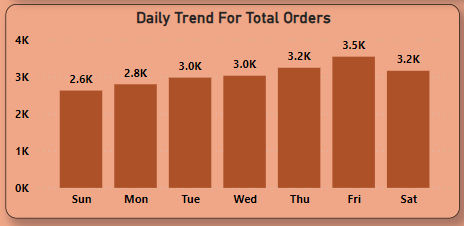 Daily Trend For Total Orders
4K
3K
2K
1K
0K
2.6K 2.8K 3.0K 3.0K 3.2K 3.5K 3.2K
Sun Mon Tue Wed Thu Fri Sat